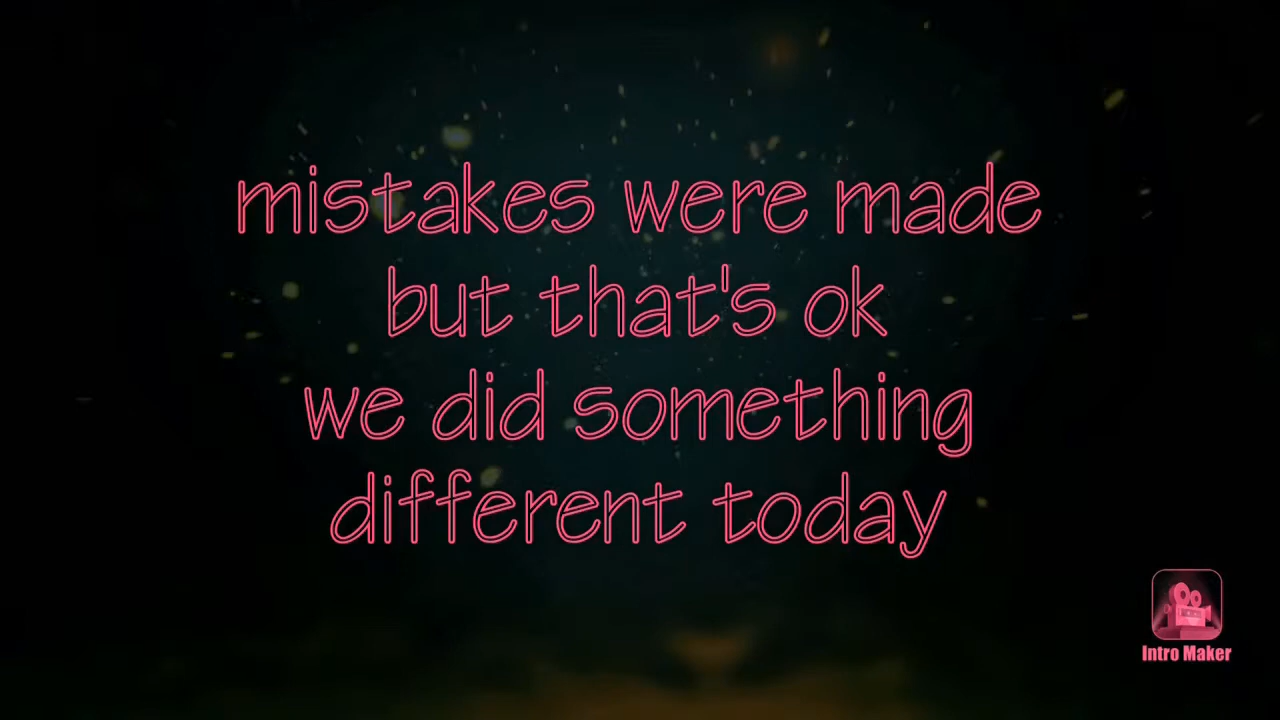 mistakes were made
but that's ok
we did something
different today
Intro Maker